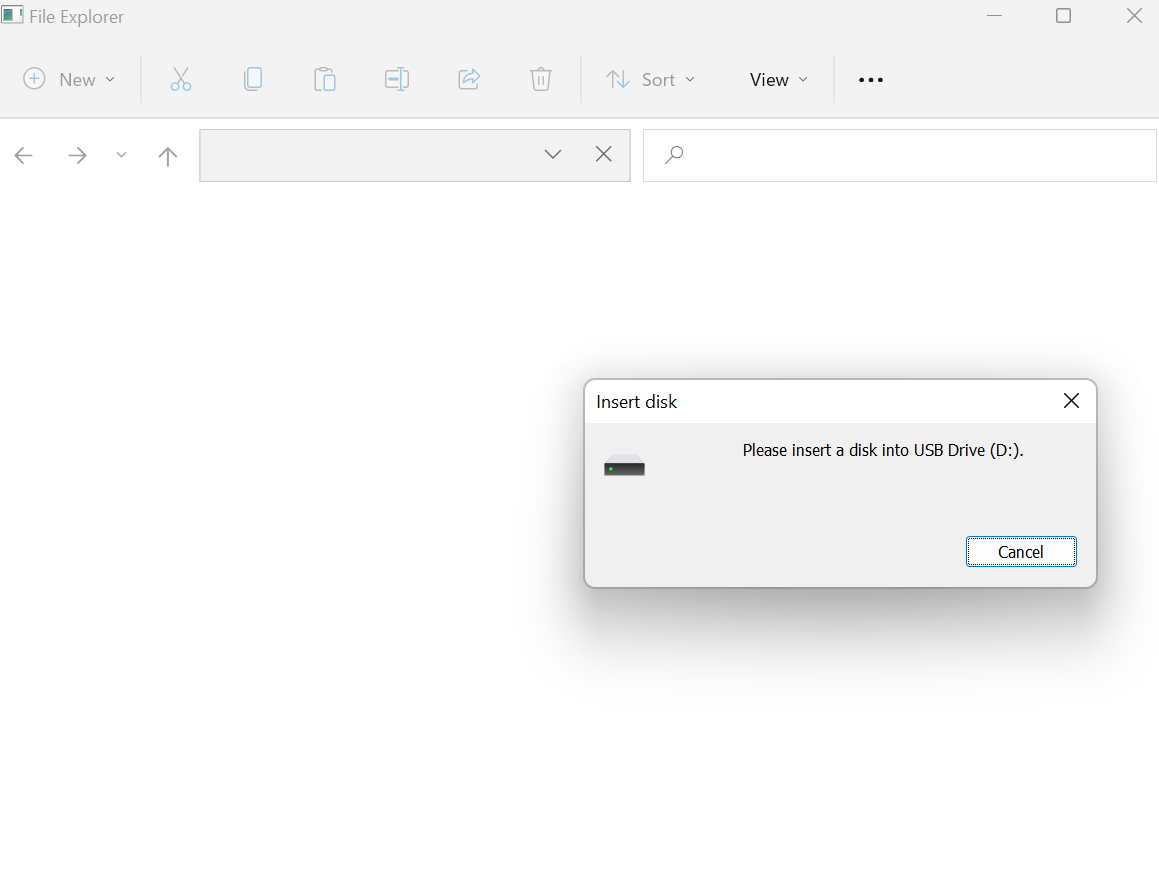 File Explorer
New
Sort
View
Insert disk
Please insert a disk into USB Drive (D:).
Cancel